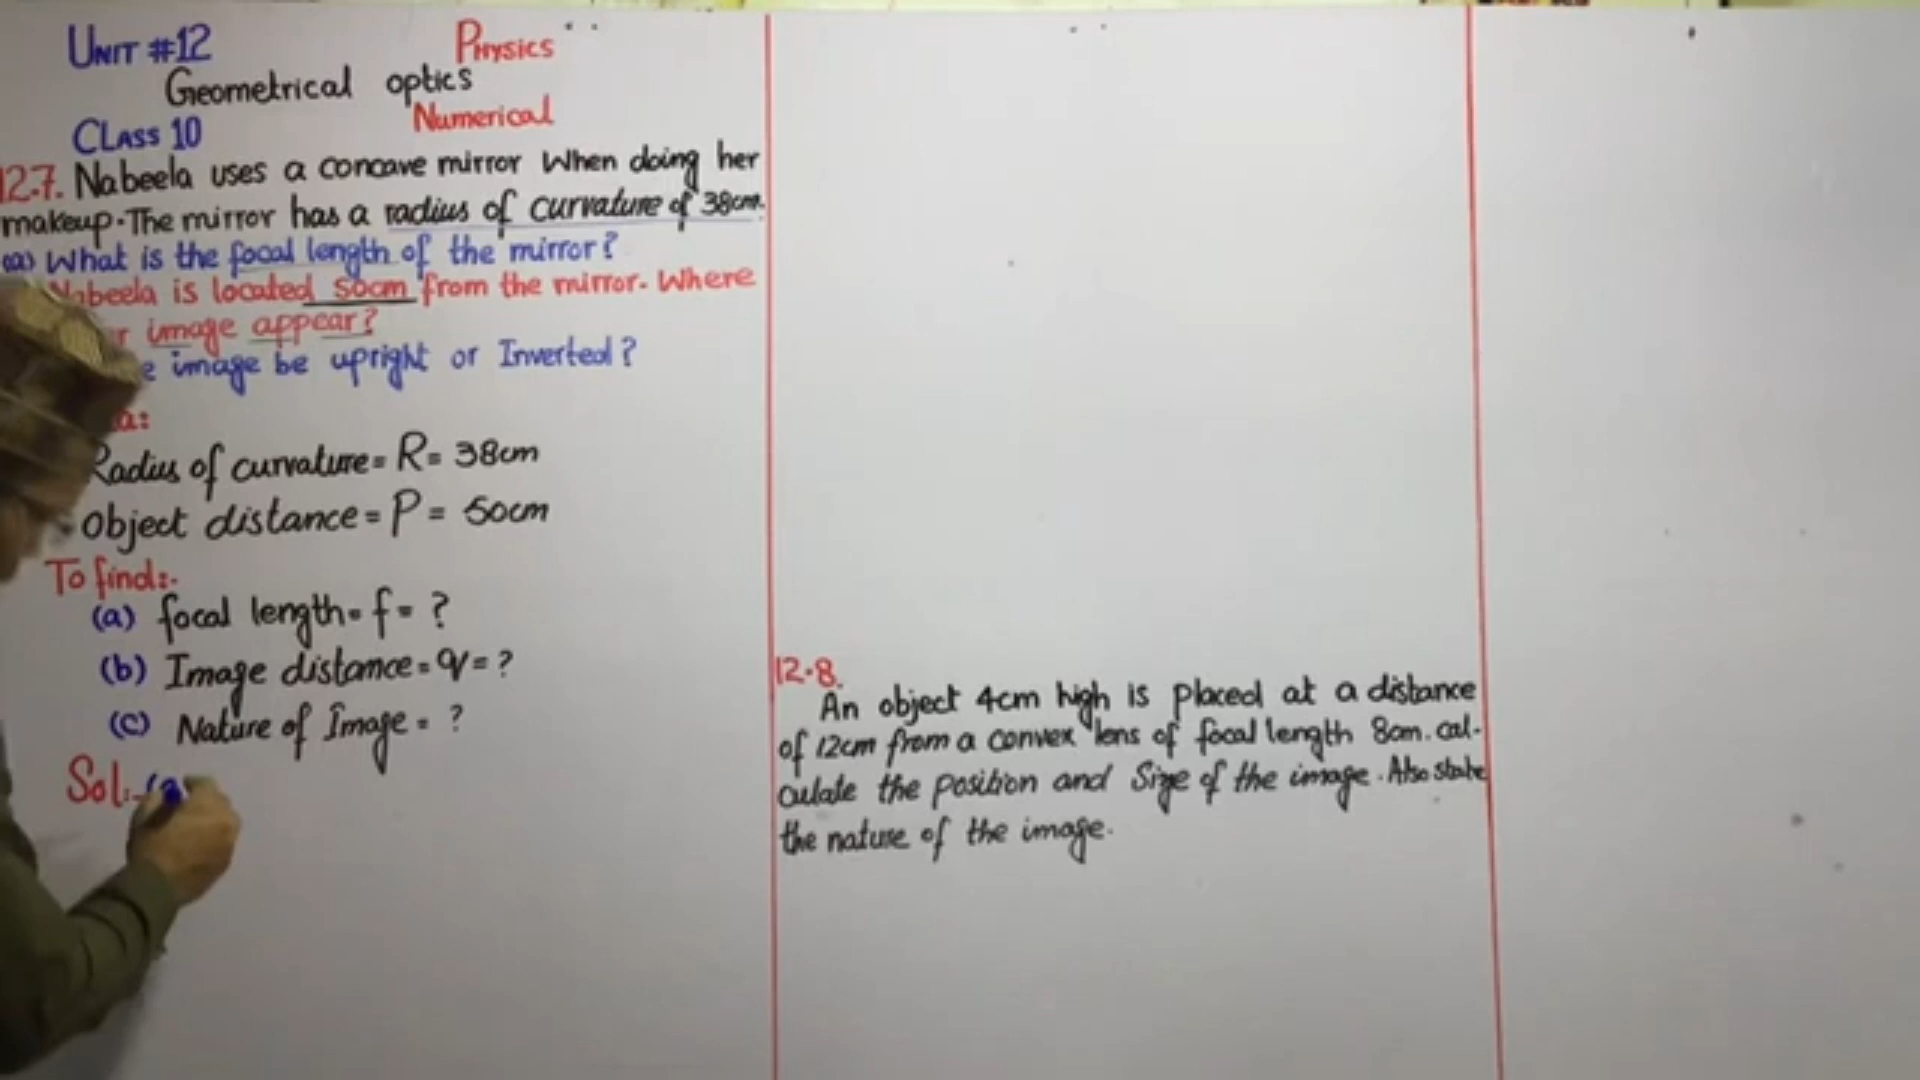 UNIT #12
PHYSICS
Geometrical optics
Numerical
CLASS 10
12.7. Nabeela uses a concave mirror When doing her
makeup. The mirror has a radius of curvature of 38cm.
(a) What is the focal length of the mirror?
Nabeela is located 50cm from the mirror. Where
image appear?
image be upright or Inverted?
Radius of curvature = R = 38cm
Object distance = P = 50cm
To find:-
(a) focal length = f = ?
(b) Image distance = q = ?
(c) Nature of Image = ?
Sol:-(a
12.8.
An object 4cm high is placed at a distance
of 12cm from a convex lens of focal length 8cm. cal-
culate the position and Size of the image. Also state
the nature of the image.